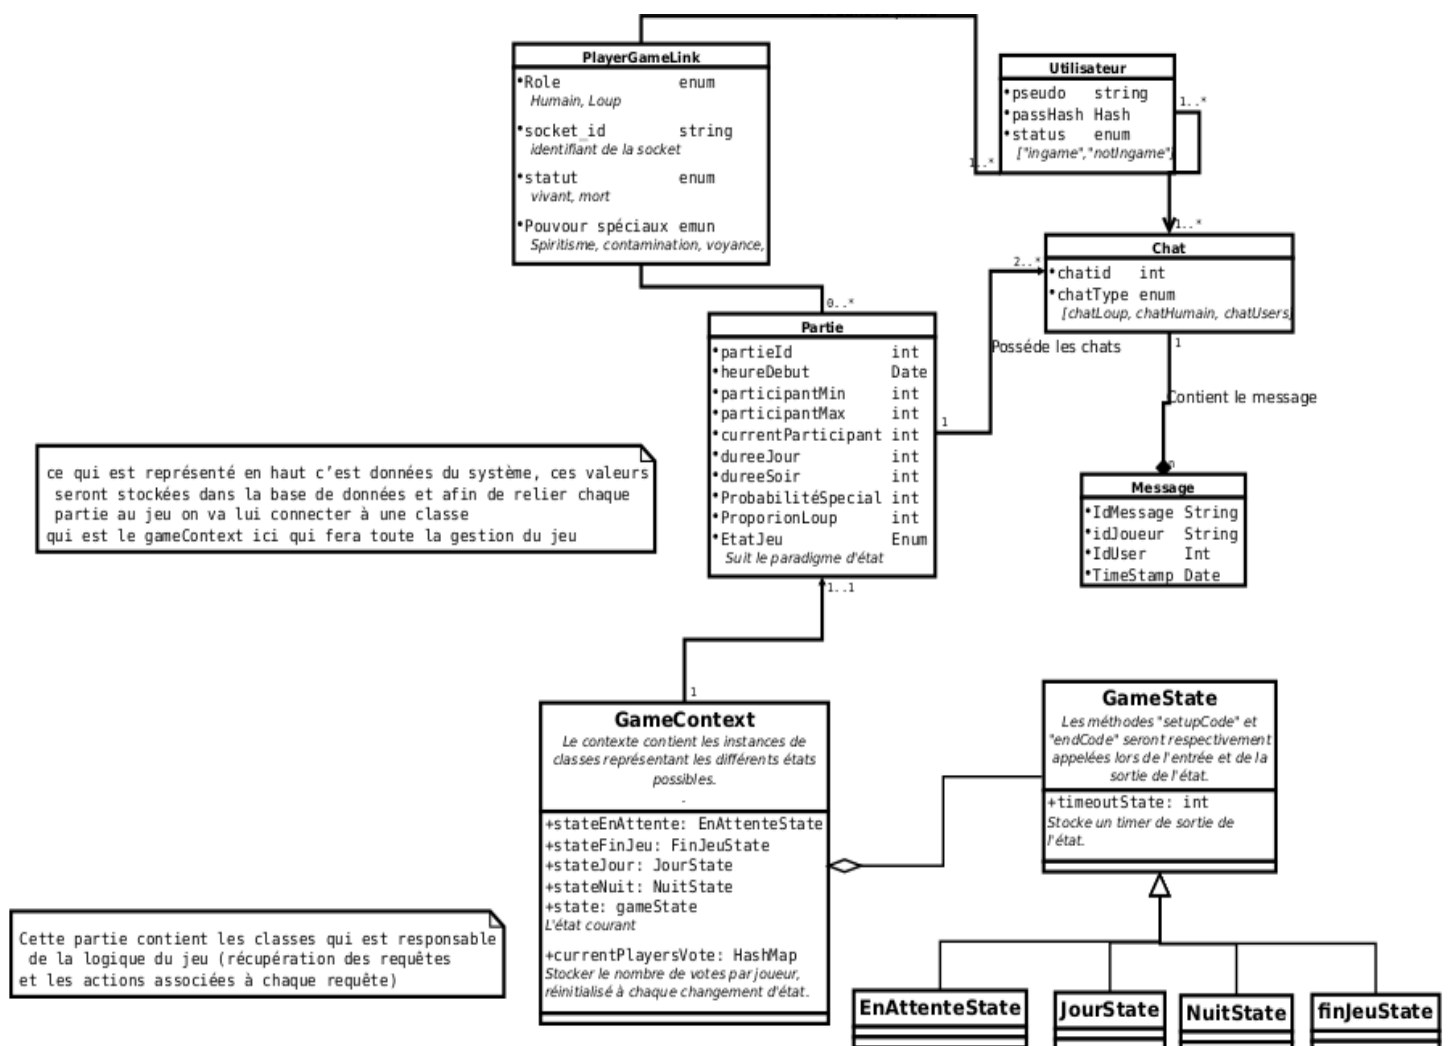 PlayerGameLink
•Role enum
Humain, Loup
•socket_id string
identifiant de la socket
•statut enum
vivant, mort
•Pouvour spéciaux emun
Spiritisme, contamination, voyance,
Utilisateur
•pseudo string
•passHash Hash
•status enum
["ingame","notIngame"]
1..*
1..*
1..*
Chat
•chatid int
•chatType enum
[chatLoup, chatHumain, chatUsers]
2..*
Posséde les chats
1
1
Contient le message
n
Message
•IdMessage String
•idJoueur String
•IdUser Int
•TimeStamp Date
0..*
Partie
•partieId int
•heureDebut Date
•participantMin int
•participantMax int
•currentParticipant int
•dureeJour int
•dureeSoir int
•ProbabilitéSpecial int
•ProporionLoup int
•EtatJeu Enum
Suit le paradigme d'état
1..1
1
ce qui est représenté en haut c’est données du système, ces valeurs
seront stockées dans la base de données et afin de relier chaque
partie au jeu on va lui connecter à une classe
qui est le gameContext ici qui fera toute la gestion du jeu
GameContext
Le contexte contient les instances de
classes représentant les différents états
possibles.
-
+stateEnAttente: EnAttenteState
+stateFinJeu: FinJeuState
+stateJour: JourState
+stateNuit: NuitState
+state: gameState
L'état courant
+currentPlayersVote: HashMap
Stocker le nombre de votes par joueur,
réinitialisé à chaque changement d'état.
GameState
Les méthodes "setupCode" et
"endCode" seront respectivement
appelées lors de l'entrée et de la
sortie de l'état.
+timeoutState: int
Stocke un timer de sortie de
l'état.
Cette partie contient les classes qui est responsable
de la logique du jeu (récupération des requêtes
et les actions associées à chaque requête)
EnAttenteState
JourState
NuitState
finJeuState